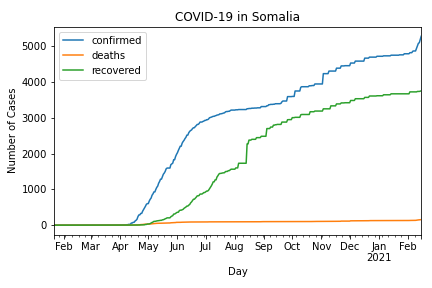 COVID-19 in Somalia
confirmed
deaths
recovered
Number of Cases
5000
4000
3000
2000
1000
0
Feb Mar Apr May Jun Jul Aug Sep Oct Nov Dec Jan Feb
2021
Day